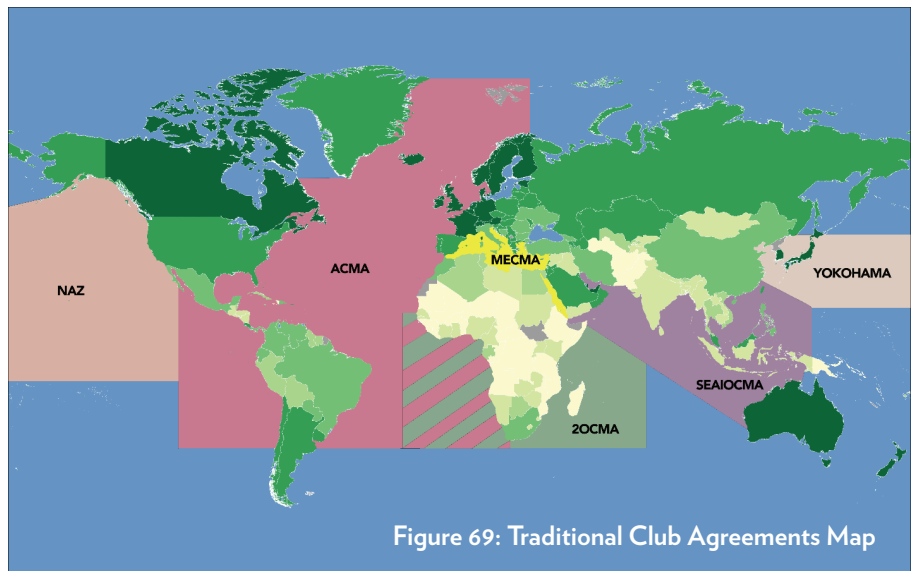 MECMA
ACMA
YOKOHAMA
NAZ
SEAIOCMA
2OCMA
Figure 69: Traditional Club Agreements Map